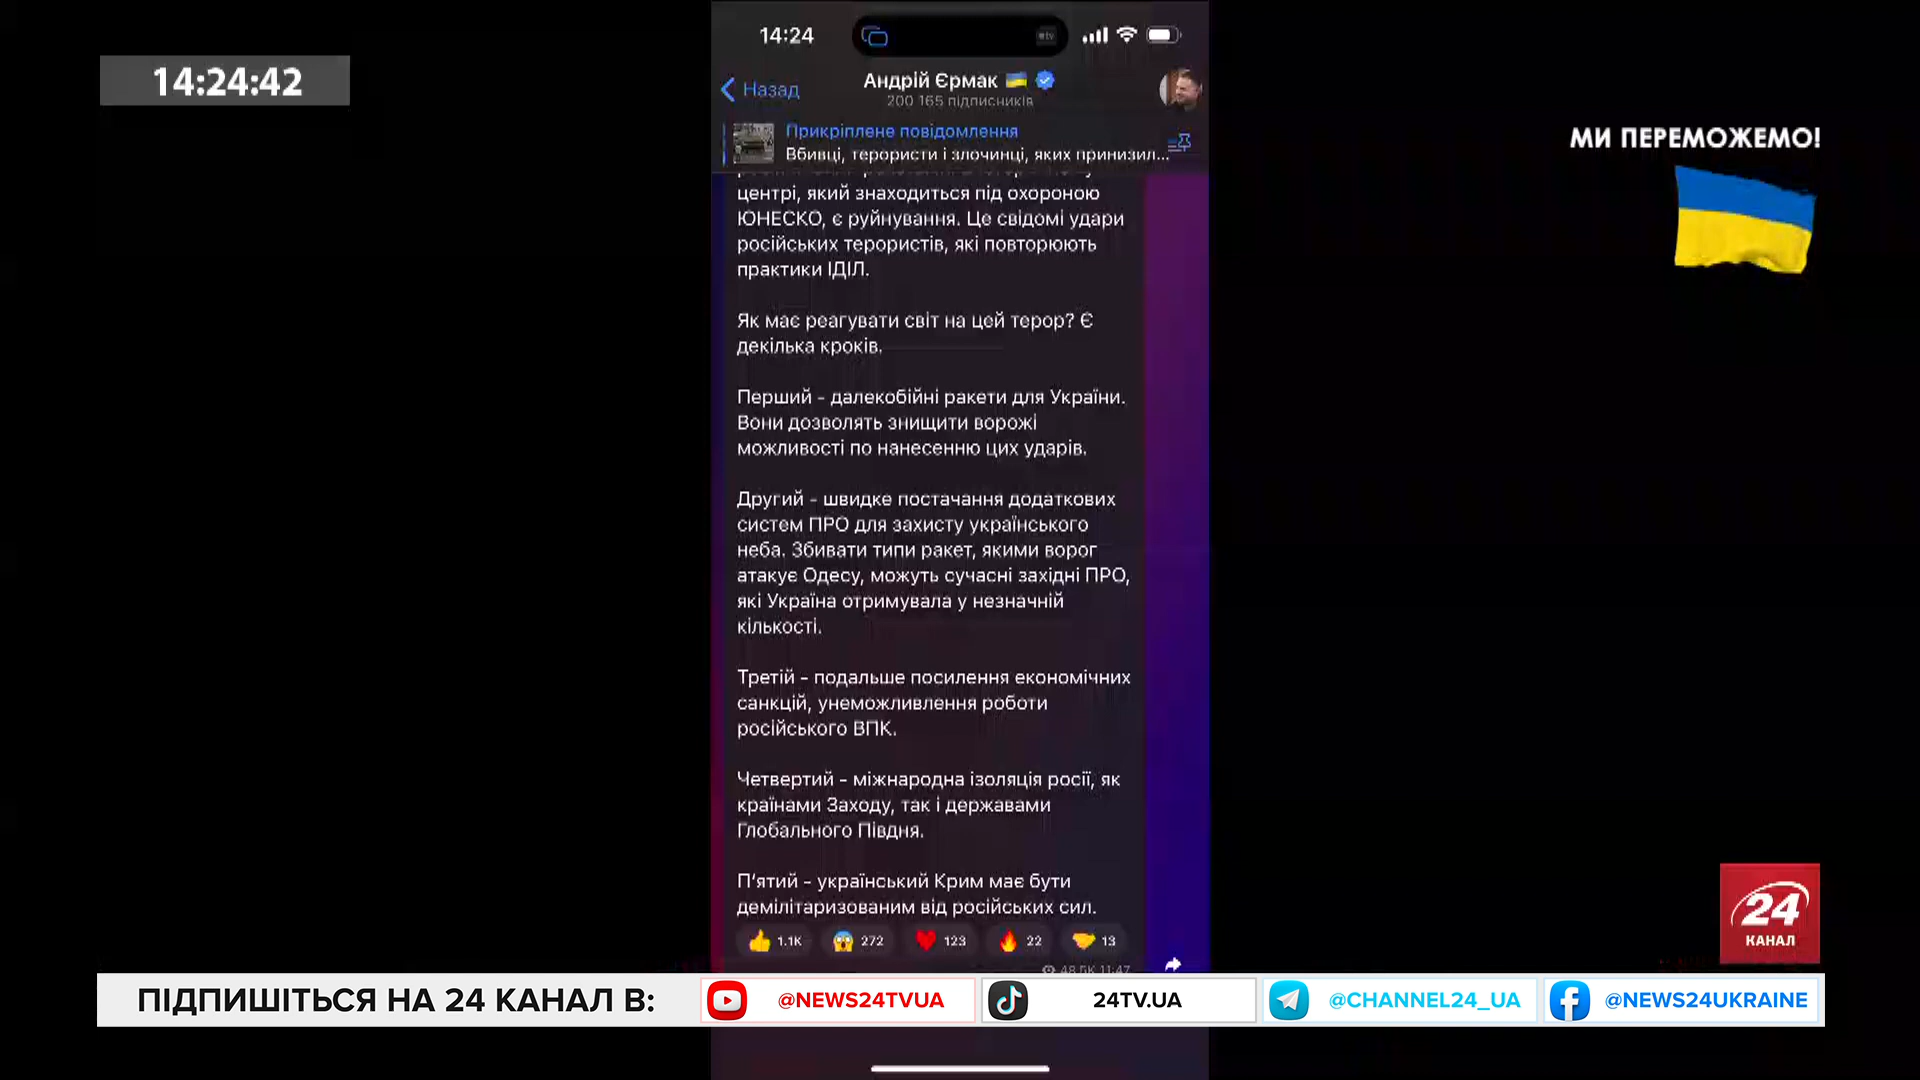 14:24:42
14:24
Назад
Андрій Єрмак
200 165 підписників
Прикріплене повідомлення
Вбивці, терористи і злочинці, яких принизил...
центрі, який знаходиться під охороною
ЮНЕСКО, є руйнування. Це свідомі удари
російських терористів, які повторюють
практики ІДІЛ.
Як має реагувати світ на цей терор? Є
декілька кроків.
Перший - далекобійні ракети для України.
Вони дозволять знищити ворожі
можливості по нанесенню цих ударів.
Другий - швидке постачання додаткових
систем ПРО для захисту українського
неба. Збивати типи ракет, якими ворог
атакує Одесу, можуть сучасні західні ПРО,
які Україна отримувала у незначній
кількості.
Третій - подальше посилення економічних
санкцій, унеможливлення роботи
російського ВПК.
Четвертий - міжнародна ізоляція росії, як
країнами Заходу, так і державами
Глобального Півдня.
П'ятий - український Крим має бути
демілітаризованим від російських сил.
1.1K 272 123 22 13
48.5K 11:47
МИ ПЕРЕМОЖЕМО!
24
КАНАЛ
ПІДПИШІТЬСЯ НА 24 КАНАЛ В: @NEWS24TVUA 24TV.UA @CHANNEL24_UA @NEWS24UKRAINE